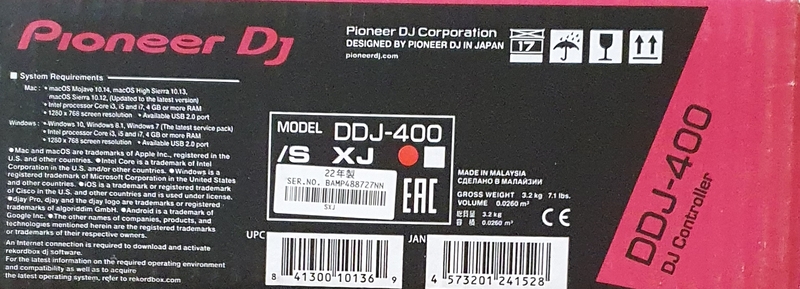 Pioneer Dj
Pioneer DJ Corporation
DESIGNED BY PIONEER DJ IN JAPAN
pioneerdj.com
17
■ System Requirements
Mac : • macOS Mojave 10.14, macOS High Sierra 10.13,
macOS Sierra 10.12, (Updated to the latest version)
• Intel processor Core i3, i5 and i7, 4 GB or more RAM
• 1280 x 768 screen resolution • Available USB 2.0 port
Windows : • Windows 10, Windows 8.1, Windows 7 (The latest service pack)
• Intel processor Core i3, i5 and i7, 4 GB or more RAM
• 1280 x 768 screen resolution • Available USB 2.0 port
●Mac and macOS are trademarks of Apple Inc., registered in the
U.S. and other countries. ●Intel Core is a trademark of Intel
Corporation in the U.S. and/or other countries. ●Windows is a
registered trademark of Microsoft Corporation in the United States
and other countries. ●iOS is a trademark or registered trademark
of Cisco in the U.S. and other countries and is used under license.
●djay Pro, djay and the djay logo are trademarks or registered
trademarks of algoriddim GmbH. ●Android is a trademark of
Google Inc. ●The other names of companies, products, and
technologies mentioned herein are the registered trademarks
or trademarks of their respective owners.
An Internet connection is required to download and activate
rekordbox dj software.
For the latest information on the required operating environment
and compatibility as well as to acquire
the latest operating system, refer to rekordbox.com
MODEL DDJ-400
/S XJ
22年製
SER.NO. BAMP488727NN
SXJ
EAC
MADE IN MALAYSIA
СДЕЛАНО В МАЛАЙЗИИ
GROSS WEIGHT 3.2 kg 7.1 lbs.
VOLUME 0.0260 m³
総質量 3.2 kg
容 積 0.0260 m³
CE
UPC
8 41300 10136 9
JAN
4 573201 241528
DDJ-400
DJ Controller